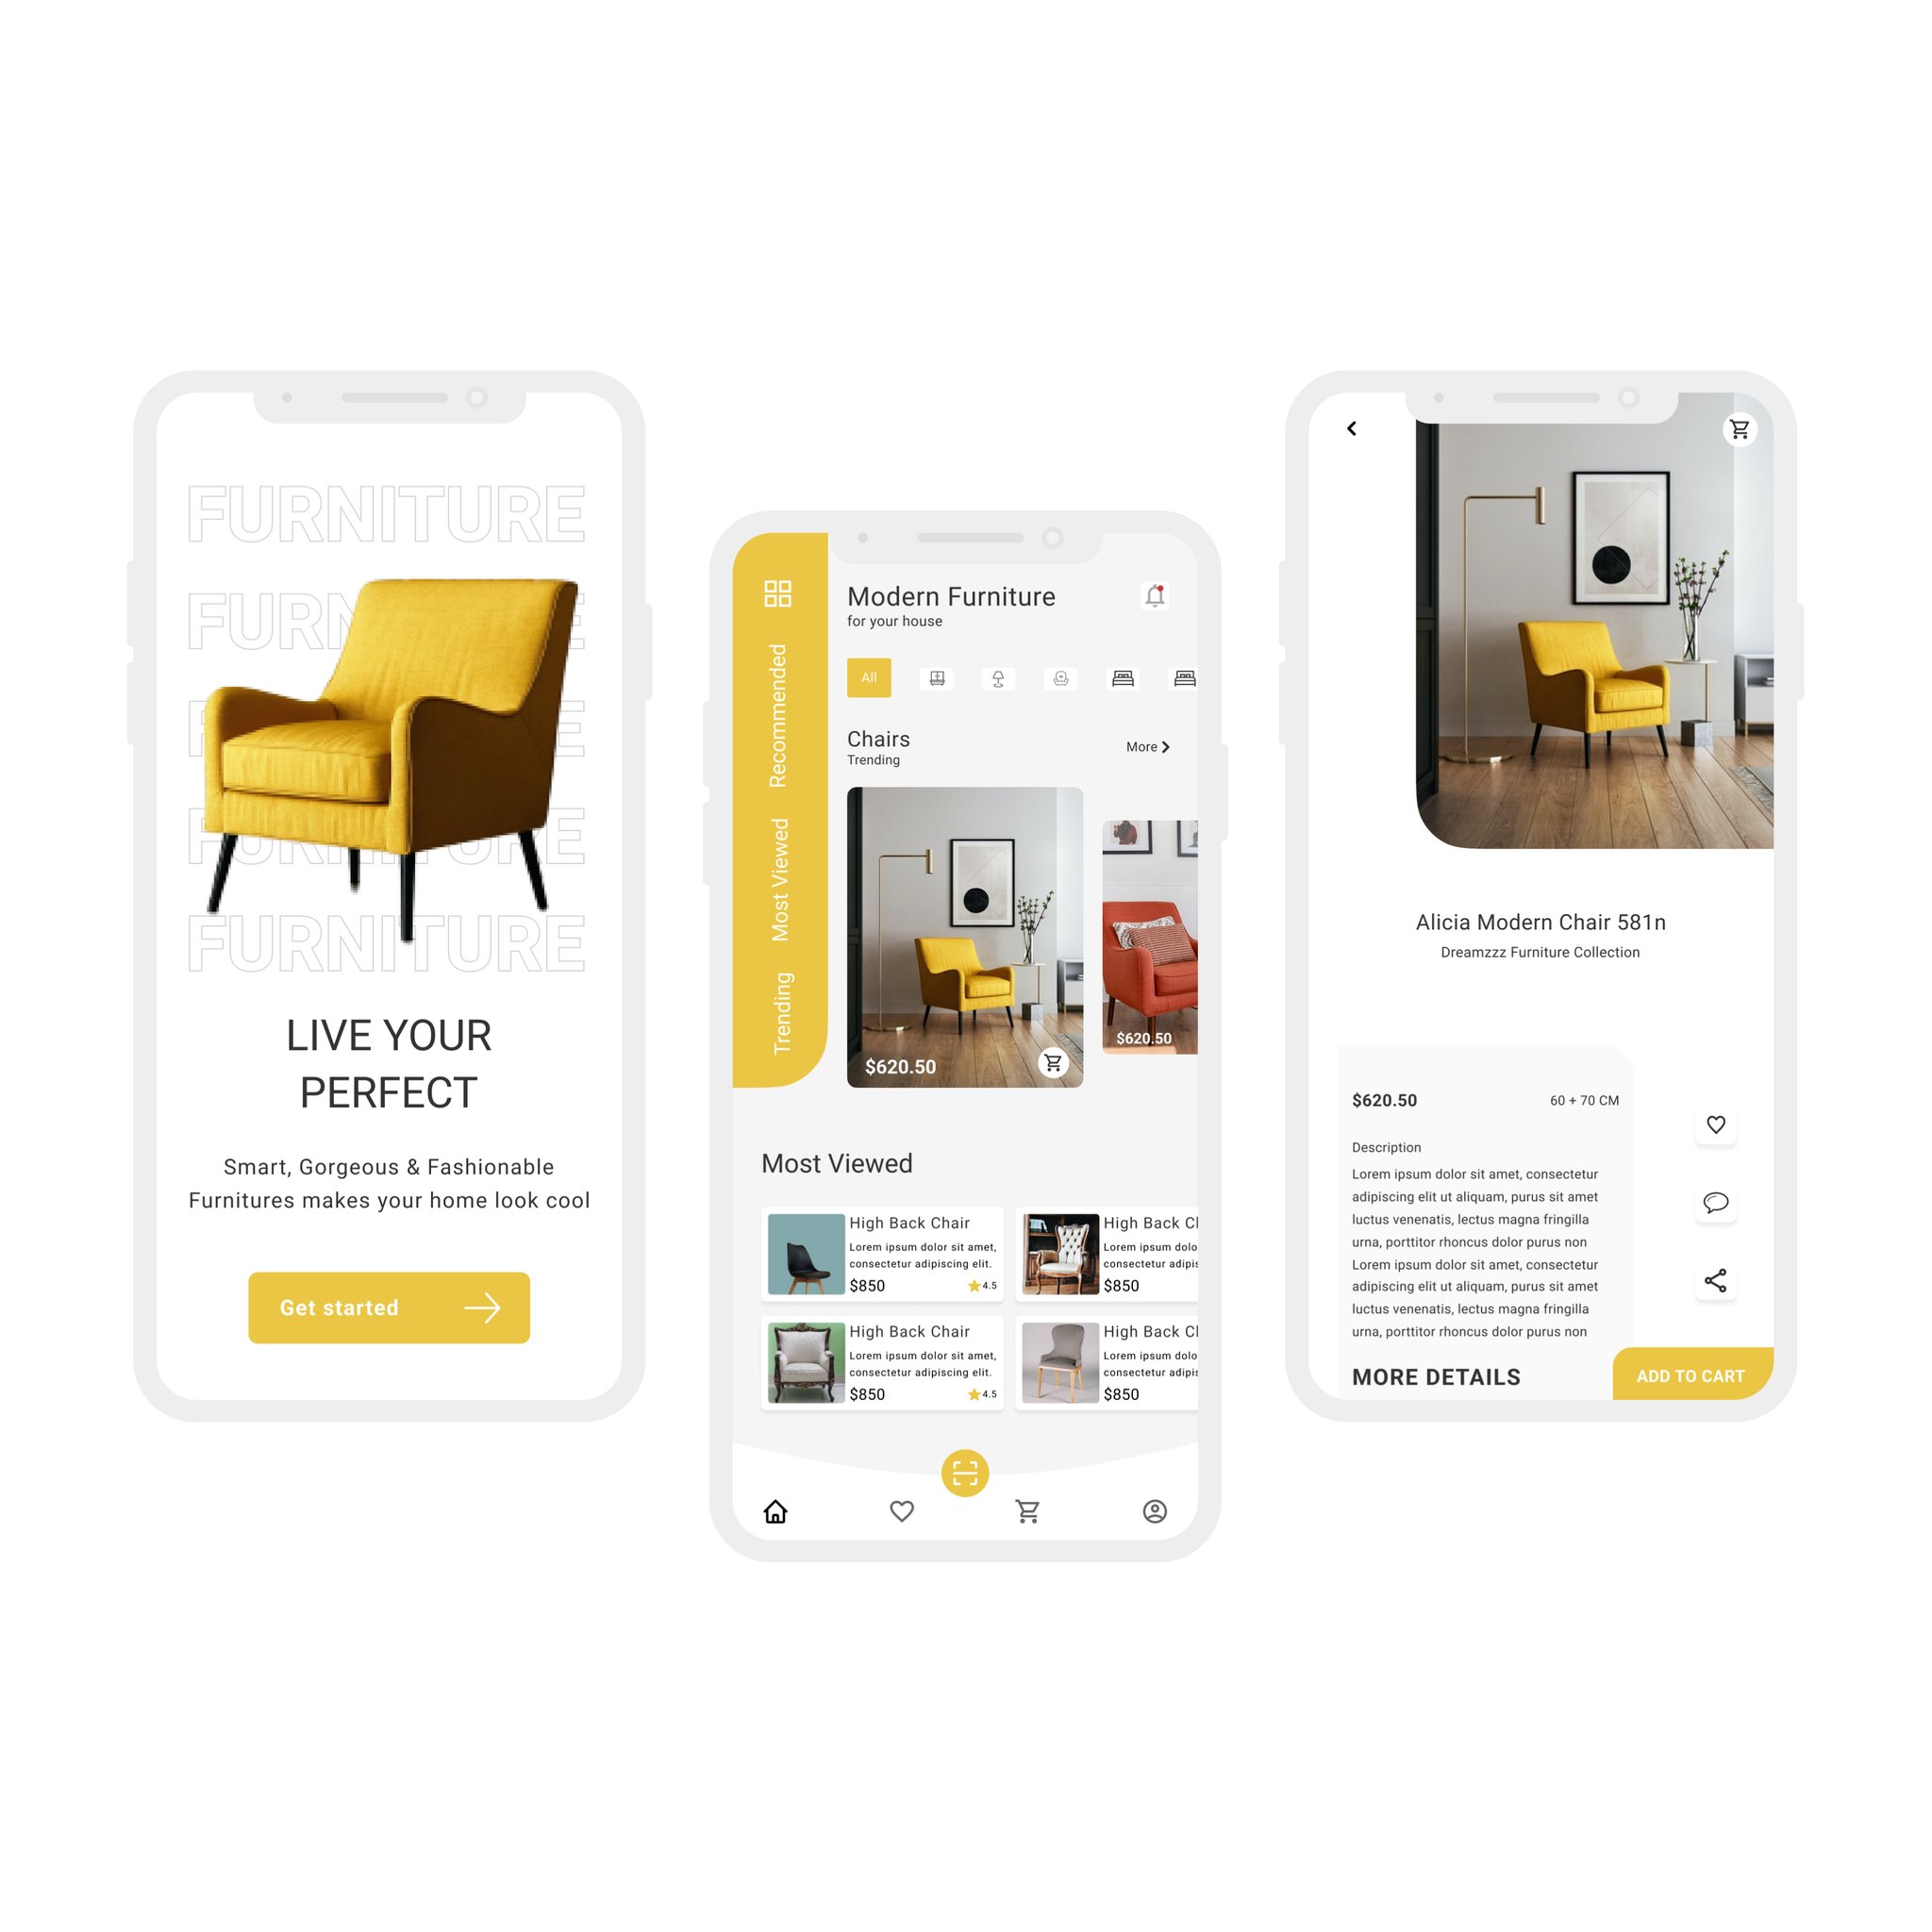 FURNITURE
FURN E
F E
FURNITURE
FURNITURE
LIVE YOUR
PERFECT
Smart, Gorgeous & Fashionable
Furnitures makes your home look cool
Get started
Recommended
Most Viewed
Trending
Modern Furniture
for your house
All
Chairs
Trending
More
$620.50
$620.50
Most Viewed
High Back Chair
Lorem ipsum dolor sit amet,
consectetur adipiscing elit.
$850
4.5
High Back Cl
Lorem ipsum dolo
consectetur adipis
$850
High Back Chair
Lorem ipsum dolor sit amet,
consectetur adipiscing elit.
$850
4.5
High Back Cl
Lorem ipsum dolo
consectetur adipis
$850
Alicia Modern Chair 581n
Dreamzzz Furniture Collection
$620.50
60 + 70 CM
Description
Lorem ipsum dolor sit amet, consectetur
adipiscing elit ut aliquam, purus sit amet
luctus venenatis, lectus magna fringilla
urna, porttitor rhoncus dolor purus non
Lorem ipsum dolor sit amet, consectetur
adipiscing elit ut aliquam, purus sit amet
luctus venenatis, lectus magna fringilla
urna, porttitor rhoncus dolor purus non
MORE DETAILS
ADD TO CART